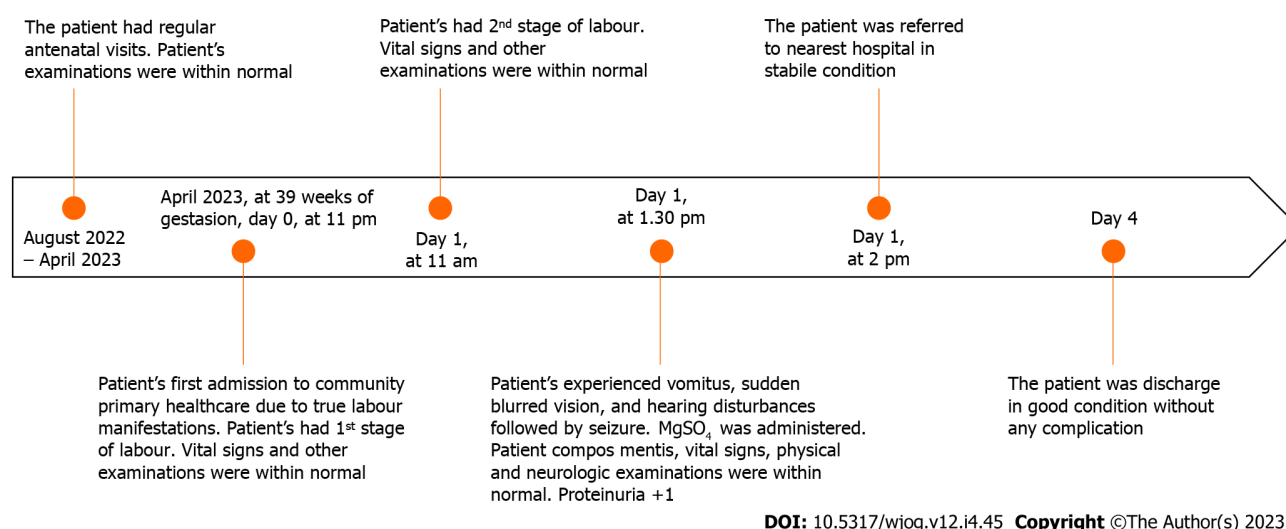 The patient had regular
antenatal visits. Patient’s
examinations were within normal
Patient’s had 2nd stage of labour.
Vital signs and other
examinations were within normal
The patient was referred
to nearest hospital in
stabile condition
August 2022
– April 2023
April 2023, at 39 weeks of
gestasion, day 0, at 11 pm
Day 1,
at 11 am
Day 1,
at 1.30 pm
Day 1,
at 2 pm
Day 4
Patient’s first admission to community
primary healthcare due to true labour
manifestations. Patient’s had 1st stage
of labour. Vital signs and other
examinations were within normal
Patient’s experienced vomitus, sudden
blurred vision, and hearing disturbances
followed by seizure. MgSO4 was administered.
Patient compos mentis, vital signs, physical
and neurologic examinations were within
normal. Proteinuria +1
The patient was discharge
in good condition without
any complication
DOI: 10.5317/wjog.v12.i4.45 Copyright ©The Author(s) 2023